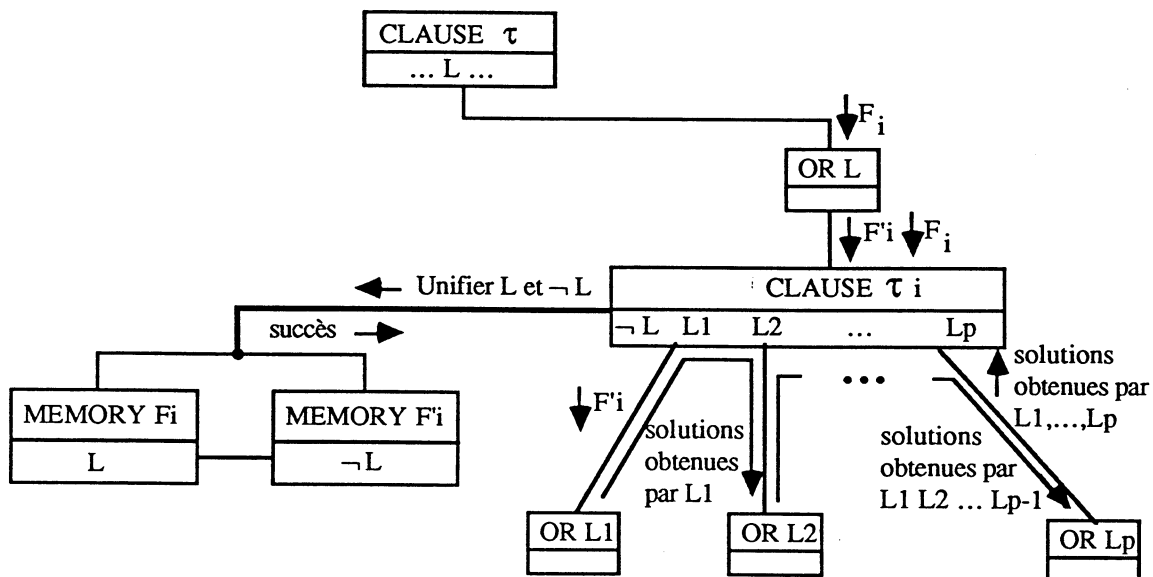 CLAUSE τ
... L ...
F i
OR L
F'i F i
Unifier L et ¬ L
CLAUSE τ i
succès
¬ L L1 L2 ... Lp
MEMORY Fi
MEMORY F'i
L
¬ L
F'i
solutions
obtenues
par L1
• • •
solutions
obtenues par
L1 L2 ... Lp-1
solutions
obtenues par
L1,...,Lp
OR L1
OR L2
OR Lp